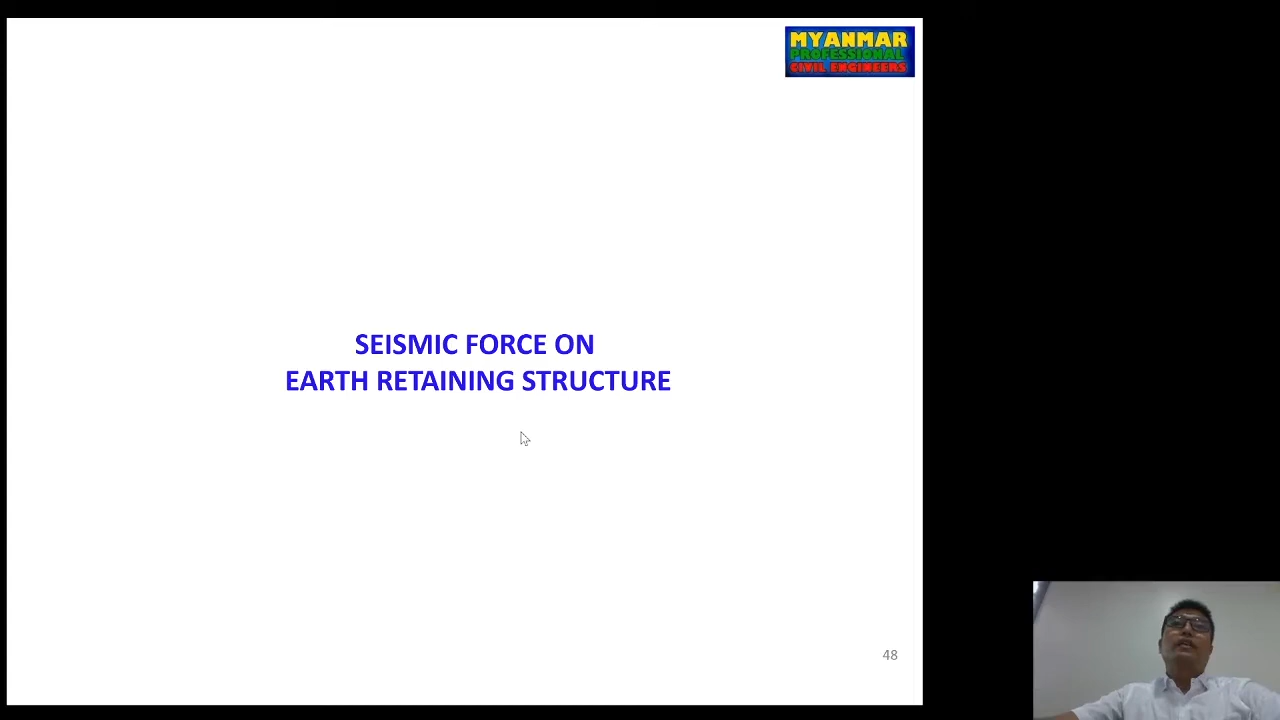 MYANMAR
PROFESSIONAL
CIVIL ENGINEERS
SEISMIC FORCE ON
EARTH RETAINING STRUCTURE
48